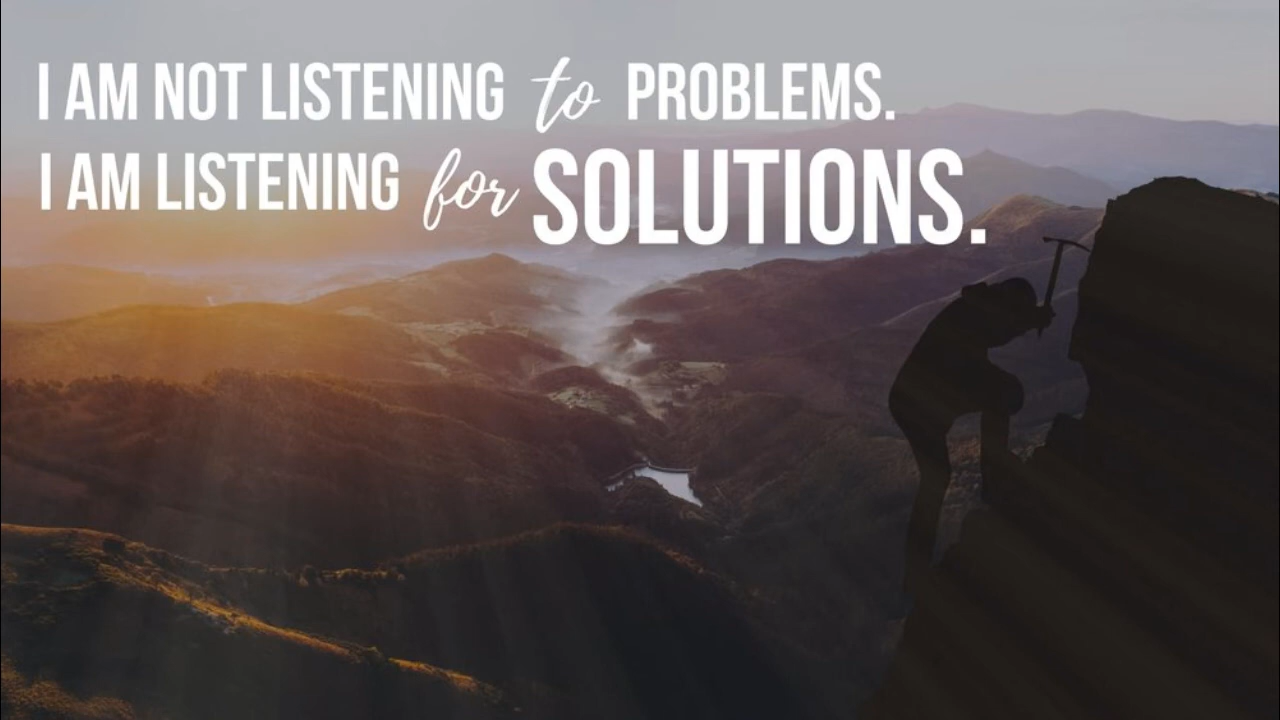 I AM NOT LISTENING to PROBLEMS.
I AM LISTENING for SOLUTIONS.